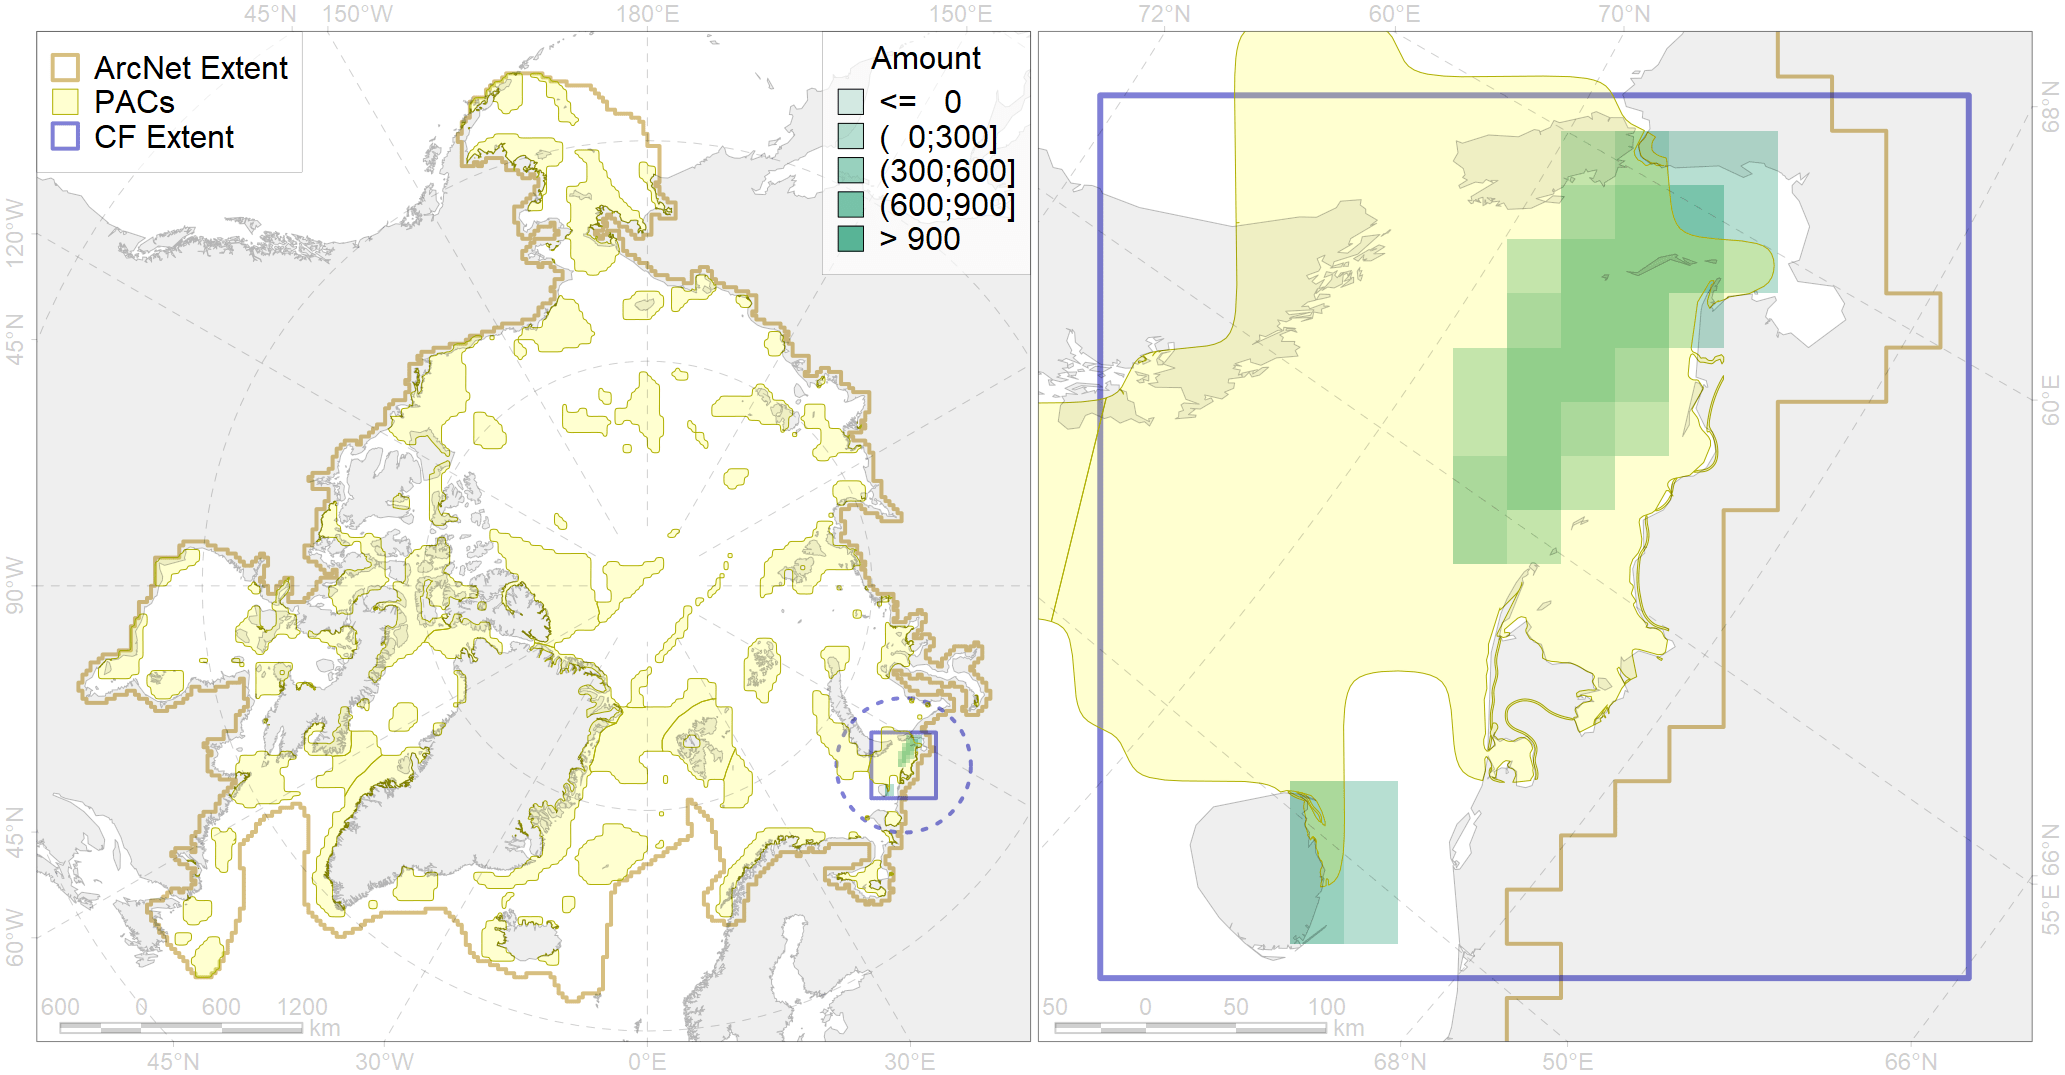 45°N 150°W 180°E 150°E 72°N 60°E 70°N
ArcNet Extent
PACs
CF Extent
Amount
<= 0
( 0;300]
(300;600]
(600;900]
> 900
120°W
45°N
90°W
45°N
60°W
68°N
60°E
66°N
55°E
600 0 600 1200
km
50 0 50 100
km
45°N 30°W 0°E 30°E 68°N 50°E 66°N